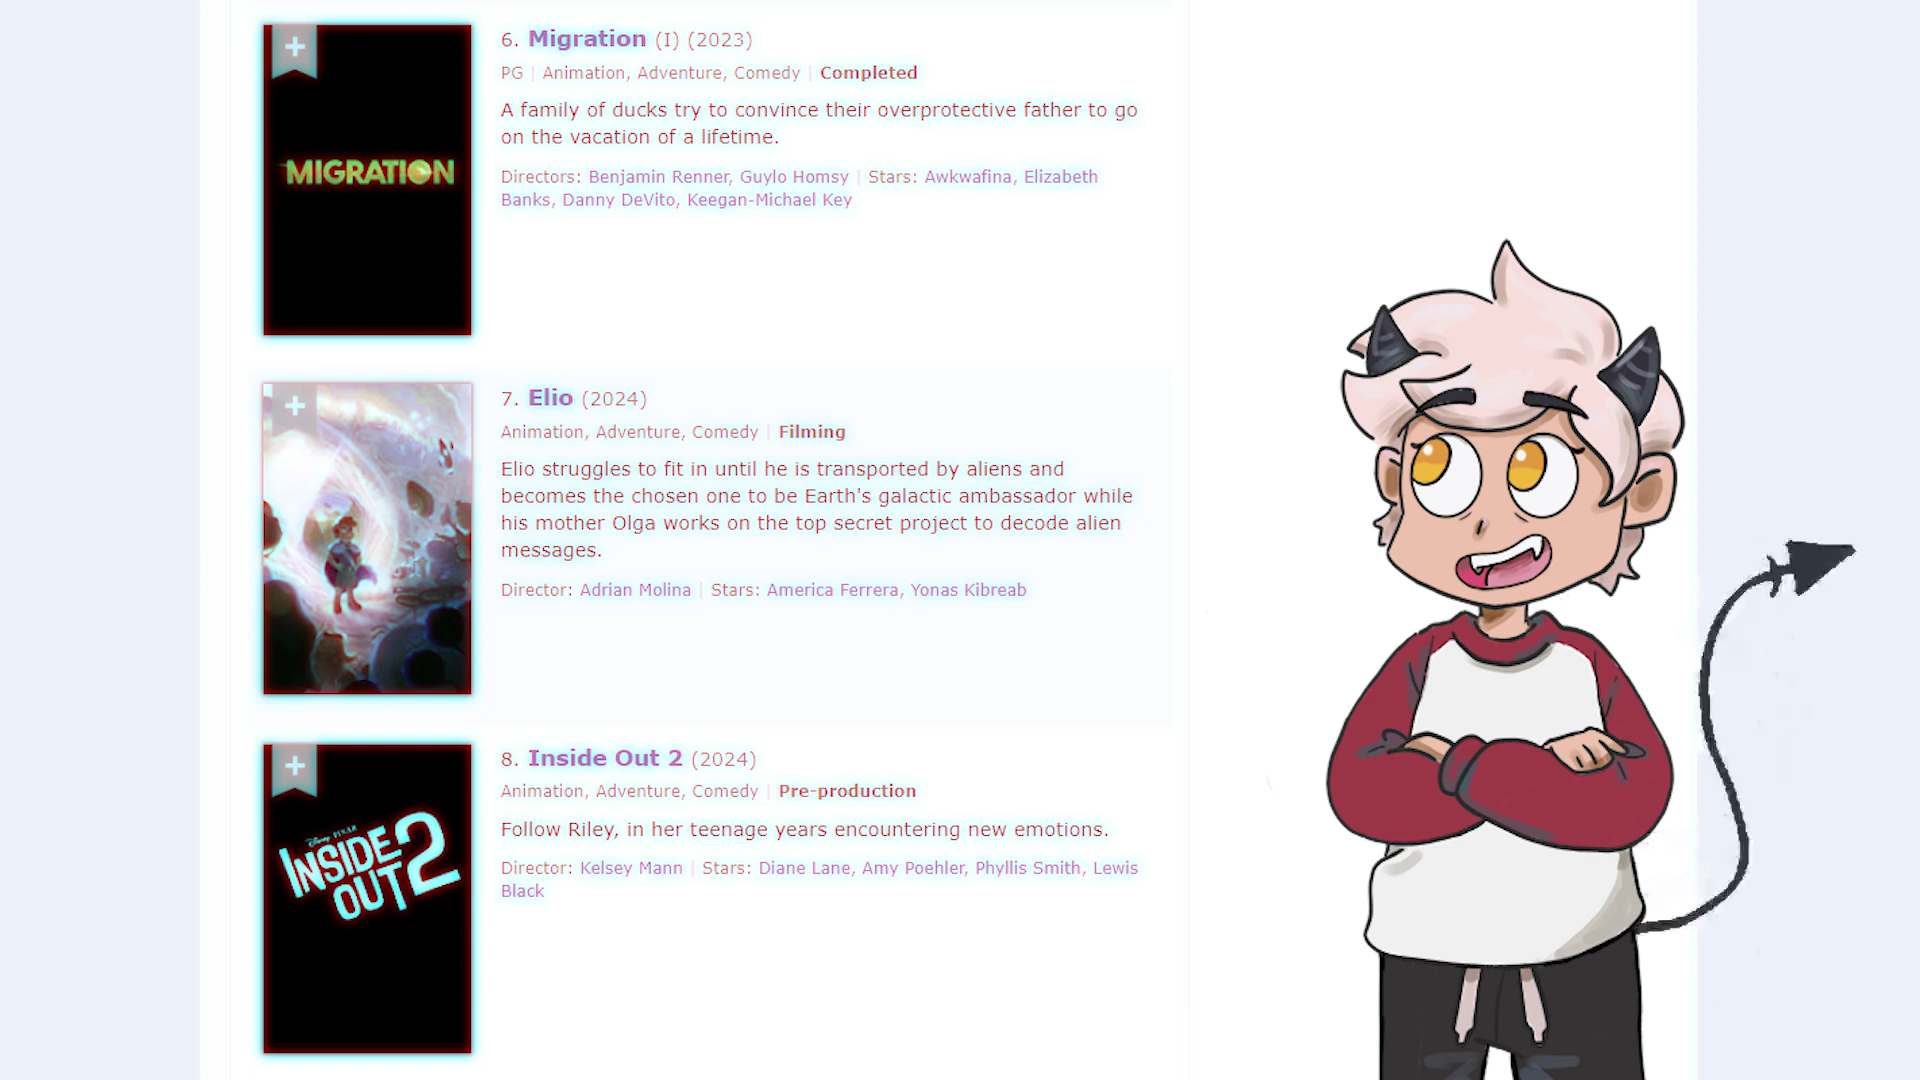 MIGRATION
6. Migration (I) (2023)
PG | Animation, Adventure, Comedy | Completed
A family of ducks try to convince their overprotective father to go
on the vacation of a lifetime.
Directors: Benjamin Renner, Guylo Homsy | Stars: Awkwafina, Elizabeth
Banks, Danny DeVito, Keegan-Michael Key
7. Elio (2024)
Animation, Adventure, Comedy | Filming
Elio struggles to fit in until he is transported by aliens and
becomes the chosen one to be Earth's galactic ambassador while
his mother Olga works on the top secret project to decode alien
messages.
Director: Adrian Molina | Stars: America Ferrera, Yonas Kibreab
Disney PIXAR
INSIDE
OUT 2
8. Inside Out 2 (2024)
Animation, Adventure, Comedy | Pre-production
Follow Riley, in her teenage years encountering new emotions.
Director: Kelsey Mann | Stars: Diane Lane, Amy Poehler, Phyllis Smith, Lewis
Black